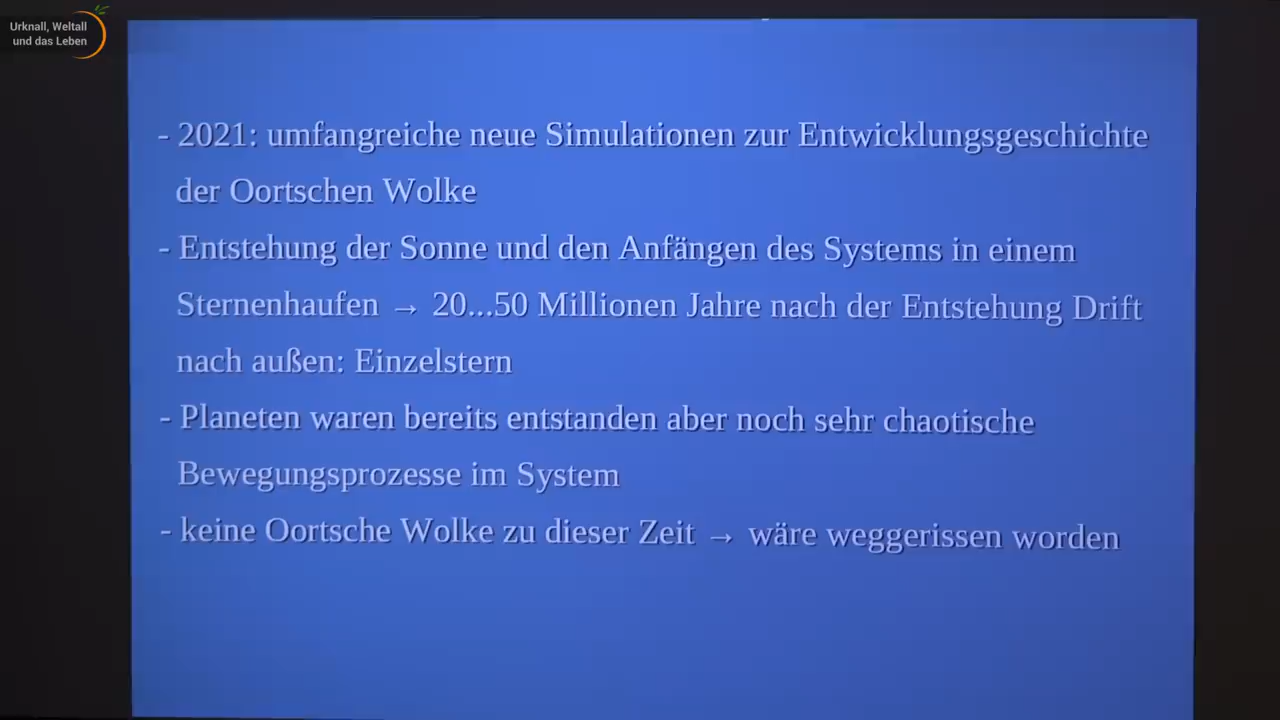 Urknall, Weltall
und das Leben
- 2021: umfangreiche neue Simulationen zur Entwicklungsgeschichte
der Oortschen Wolke
- Entstehung der Sonne und den Anfängen des Systems in einem
Sternenhaufen → 20...50 Millionen Jahre nach der Entstehung Drift
nach außen: Einzelstern
- Planeten waren bereits entstanden aber noch sehr chaotische
Bewegungsprozesse im System
- keine Oortsche Wolke zu dieser Zeit → wäre weggerissen worden